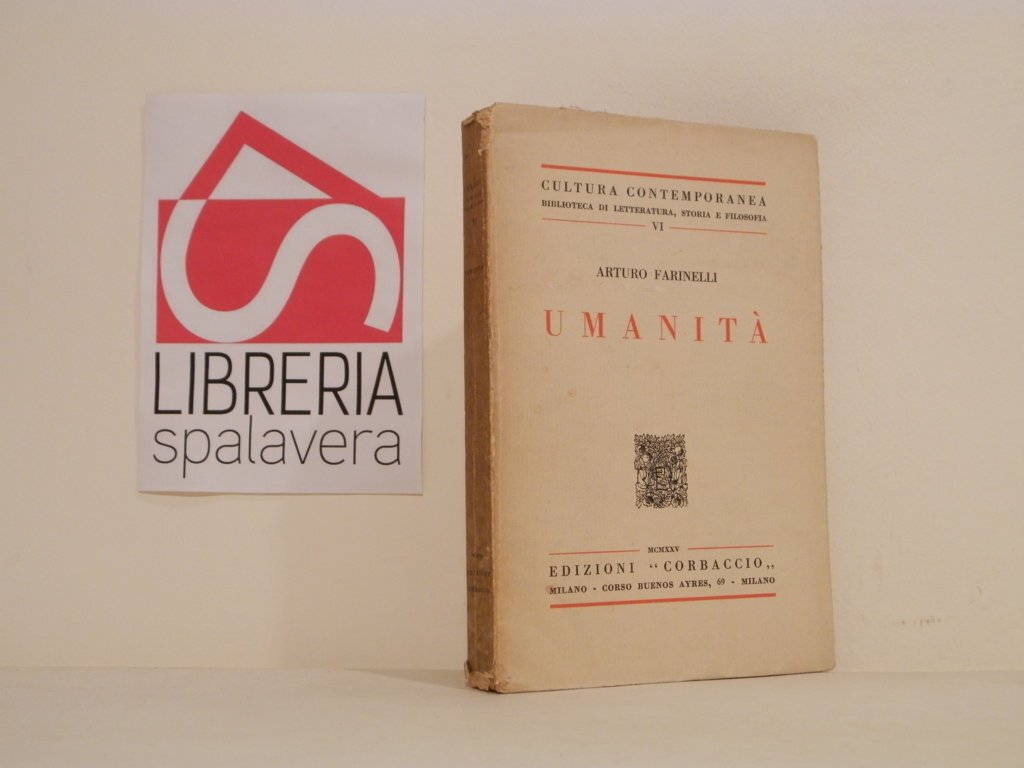 LIBRERIA
spalavera
CULTURA CONTEMPORANEA
BIBLIOTECA DI LETTERATURA, STORIA E FILOSOFIA
VI
ARTURO FARINELLI
UMANITÀ
MCMXXV
EDIZIONI “CORBACCIO„
MILANO - CORSO BUENOS AYRES, 69 - MILANO